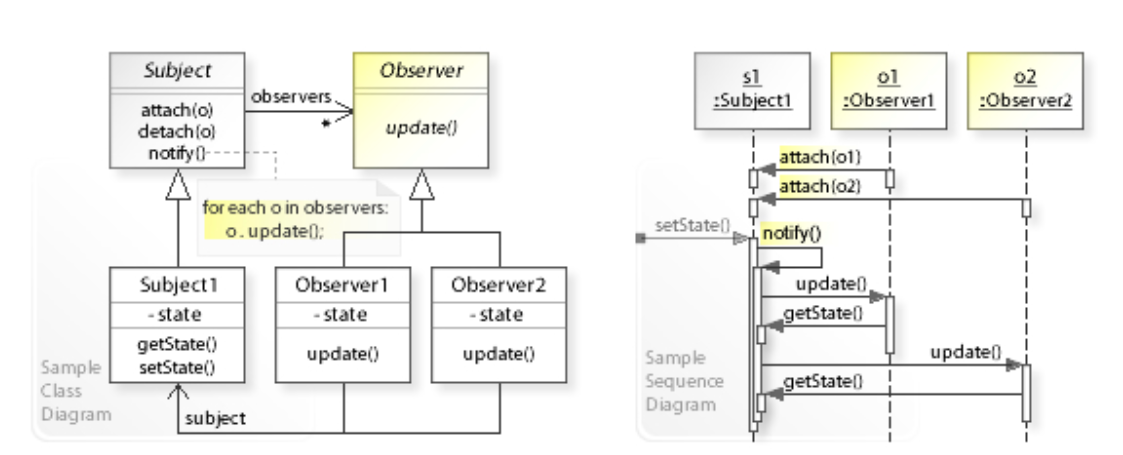 Subject
attach(o)
detach(o)
notify()
observers
*
Observer
update()
for each o in observers:
o . update();
Subject1
- state
getState()
setState()
Observer1
- state
update()
Observer2
- state
update()
subject
Sample
Class
Diagram
s1
:Subject1
o1
:Observer1
o2
:Observer2
attach(o1)
attach(o2)
setState()
notify()
update()
getState()
update()
getState()
Sample
Sequence
Diagram